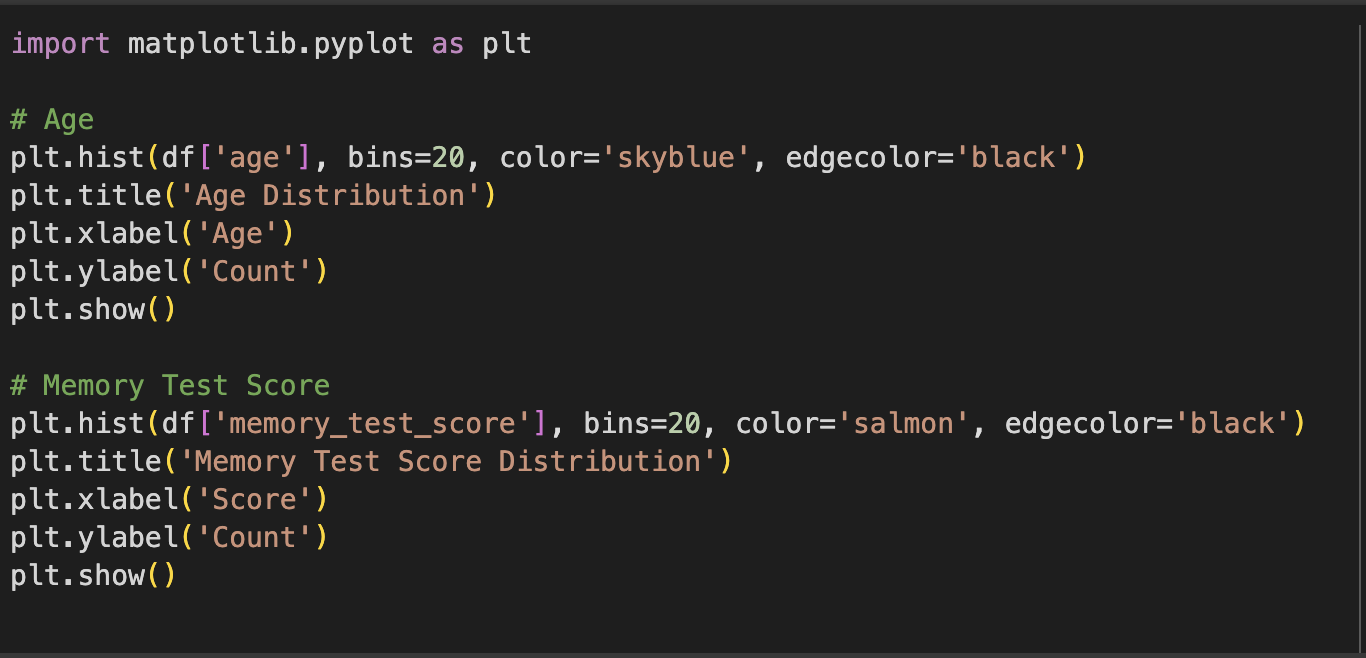 import matplotlib.pyplot as plt
# Age
plt.hist(df['age'], bins=20, color='skyblue', edgecolor='black')
plt.title('Age Distribution')
plt.xlabel('Age')
plt.ylabel('Count')
plt.show()
# Memory Test Score
plt.hist(df['memory_test_score'], bins=20, color='salmon', edgecolor='black')
plt.title('Memory Test Score Distribution')
plt.xlabel('Score')
plt.ylabel('Count')
plt.show()